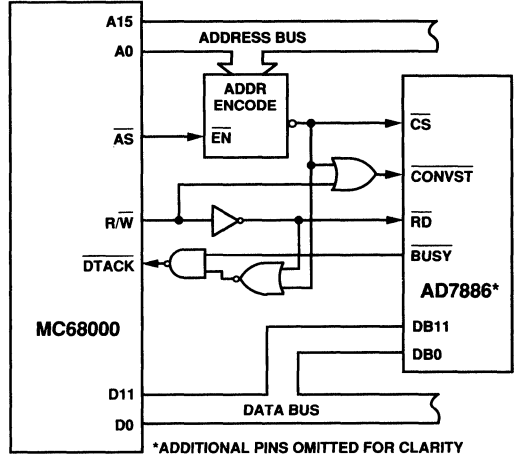 A15
ADDRESS BUS
A0
ADDR
ENCODE
AS
EN
CS
CONVST
R/W
RD
DTACK
BUSY
AD7886*
MC68000
DB11
DB0
D11
DATA BUS
D0
*ADDITIONAL PINS OMITTED FOR CLARITY